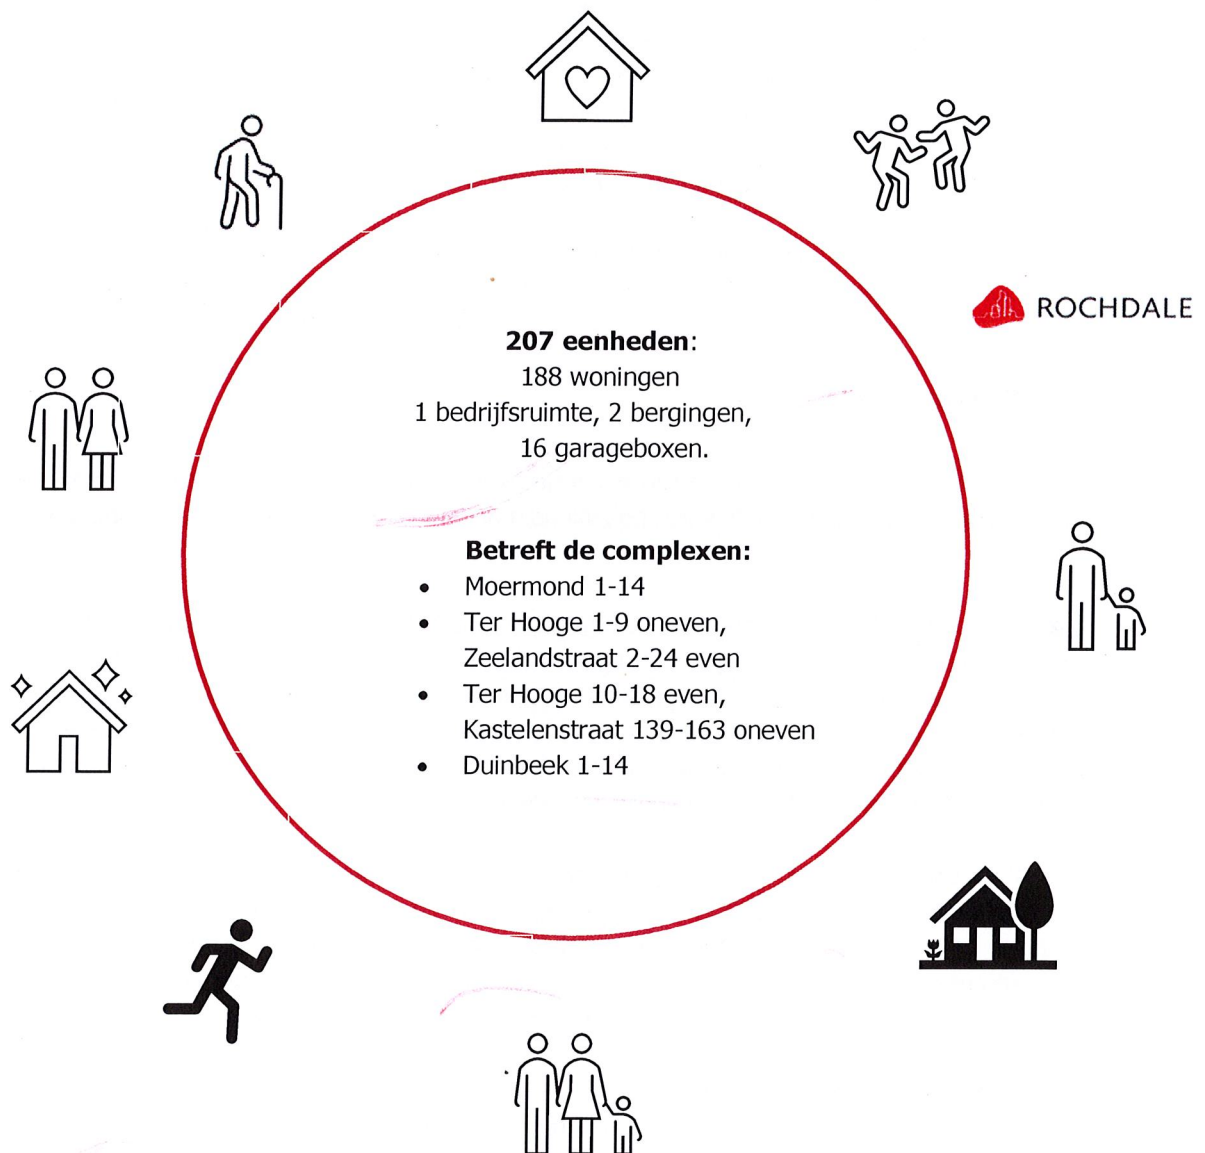 ROCHDALE
207 eenheden:
188 woningen
1 bedrijfsruimte, 2 bergingen,
16 garageboxen.
Betreft de complexen:
• Moermond 1-14
• Ter Hooge 1-9 oneven,
Zeelandstraat 2-24 even
• Ter Hooge 10-18 even,
Kastelenstraat 139-163 oneven
• Duinbeek 1-14